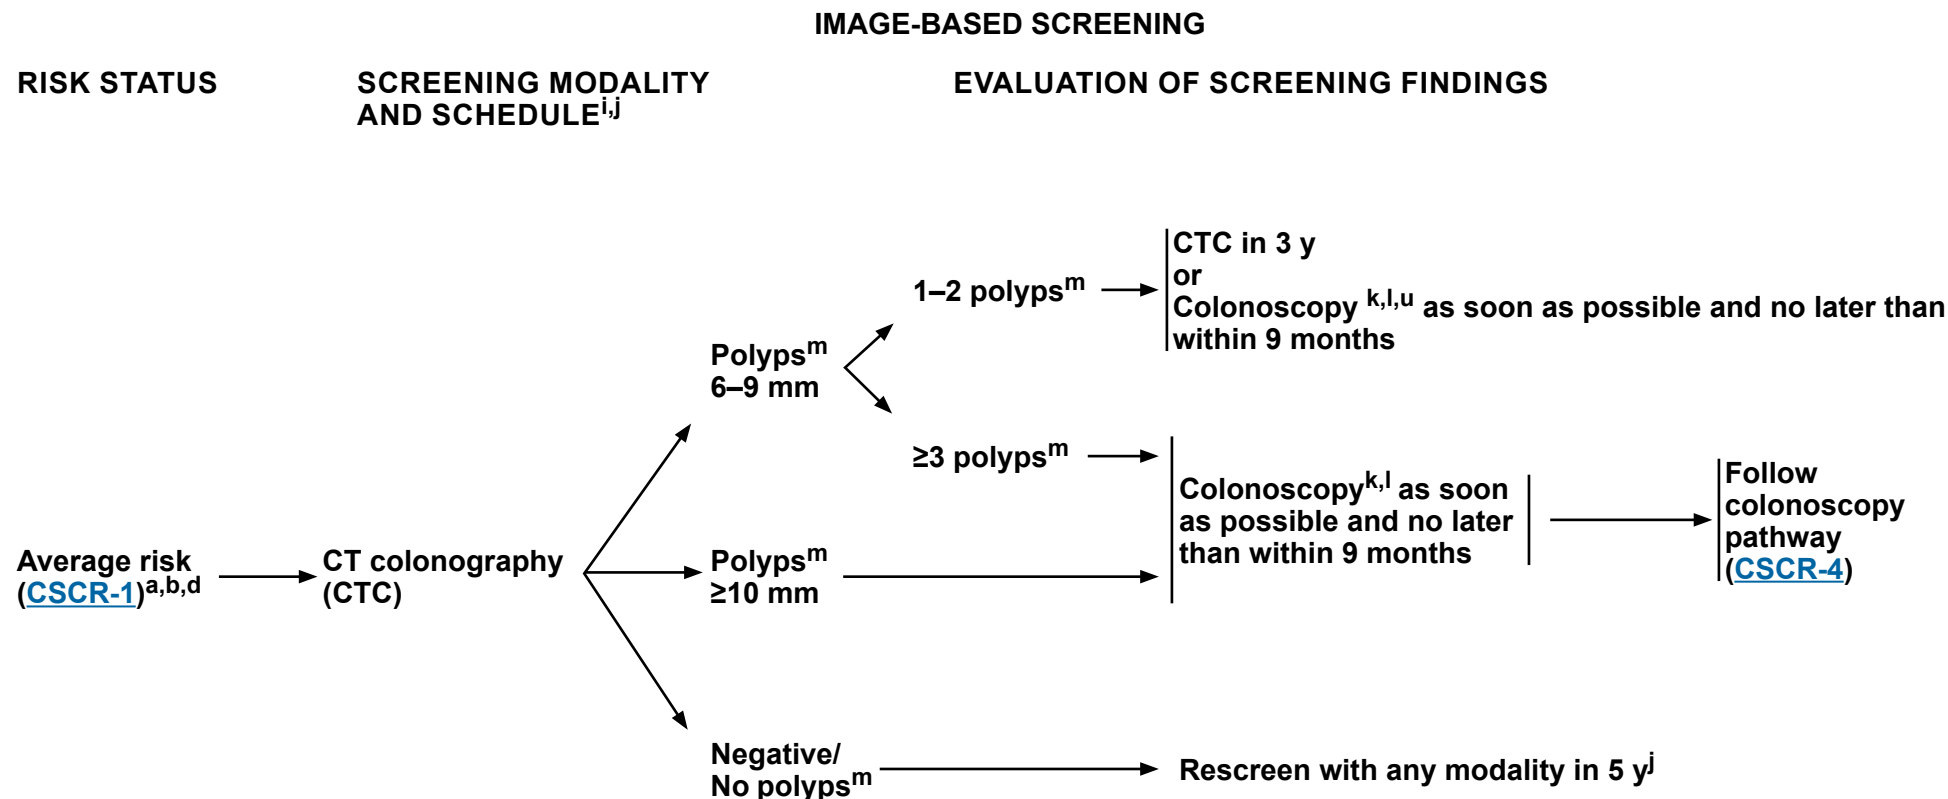 IMAGE-BASED SCREENING
RISK STATUS
SCREENING MODALITY
AND SCHEDULEi,j
EVALUATION OF SCREENING FINDINGS
Average risk
(CSCR-1)a,b,d
CT colonography
(CTC)
Polypsm
6–9 mm
1–2 polypsm
CTC in 3 y
or
Colonoscopy k,l,u as soon as possible and no later than
within 9 months
≥3 polypsm
Polypsm
≥10 mm
Colonoscopyk,l as soon
as possible and no later
than within 9 months
Follow
colonoscopy
pathway
(CSCR-4)
Negative/
No polypsm
Rescreen with any modality in 5 yj